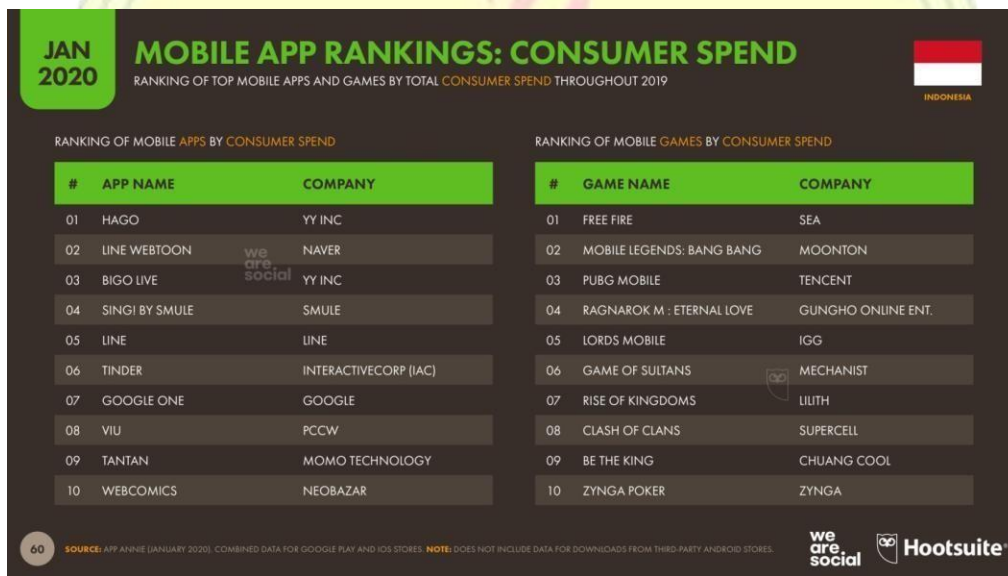 JAN
2020
MOBILE APP RANKINGS: CONSUMER SPEND
RANKING OF TOP MOBILE APPS AND GAMES BY TOTAL CONSUMER SPEND THROUGHOUT 2019
INDONESIA
RANKING OF MOBILE APPS BY CONSUMER SPEND
# APP NAME COMPANY
01 HAGO YY INC
02 LINE WEBTOON NAVER
03 BIGO LIVE YY INC
04 SING! BY SMULE SMULE
05 LINE LINE
06 TINDER INTERACTIVECORP (IAC)
07 GOOGLE ONE GOOGLE
08 VIU PCCW
09 TANTAN MOMO TECHNOLOGY
10 WEBCOMICS NEOBAZAR
we
are
social
RANKING OF MOBILE GAMES BY CONSUMER SPEND
# GAME NAME COMPANY
01 FREE FIRE SEA
02 MOBILE LEGENDS: BANG BANG MOONTON
03 PUBG MOBILE TENCENT
04 RAGNAROK M : ETERNAL LOVE GUNGHO ONLINE ENT.
05 LORDS MOBILE IGG
06 GAME OF SULTANS MECHANIST
07 RISE OF KINGDOMS LILITH
08 CLASH OF CLANS SUPERCELL
09 BE THE KING CHUANG COOL
10 ZYNGA POKER ZYNGA
60
SOURCE: APP ANNIE (JANUARY 2020). COMBINED DATA FOR GOOGLE PLAY AND IOS STORES. NOTE: DOES NOT INCLUDE DATA FOR DOWNLOADS FROM THIRD-PARTY ANDROID STORES.
we
are
social
Hootsuite